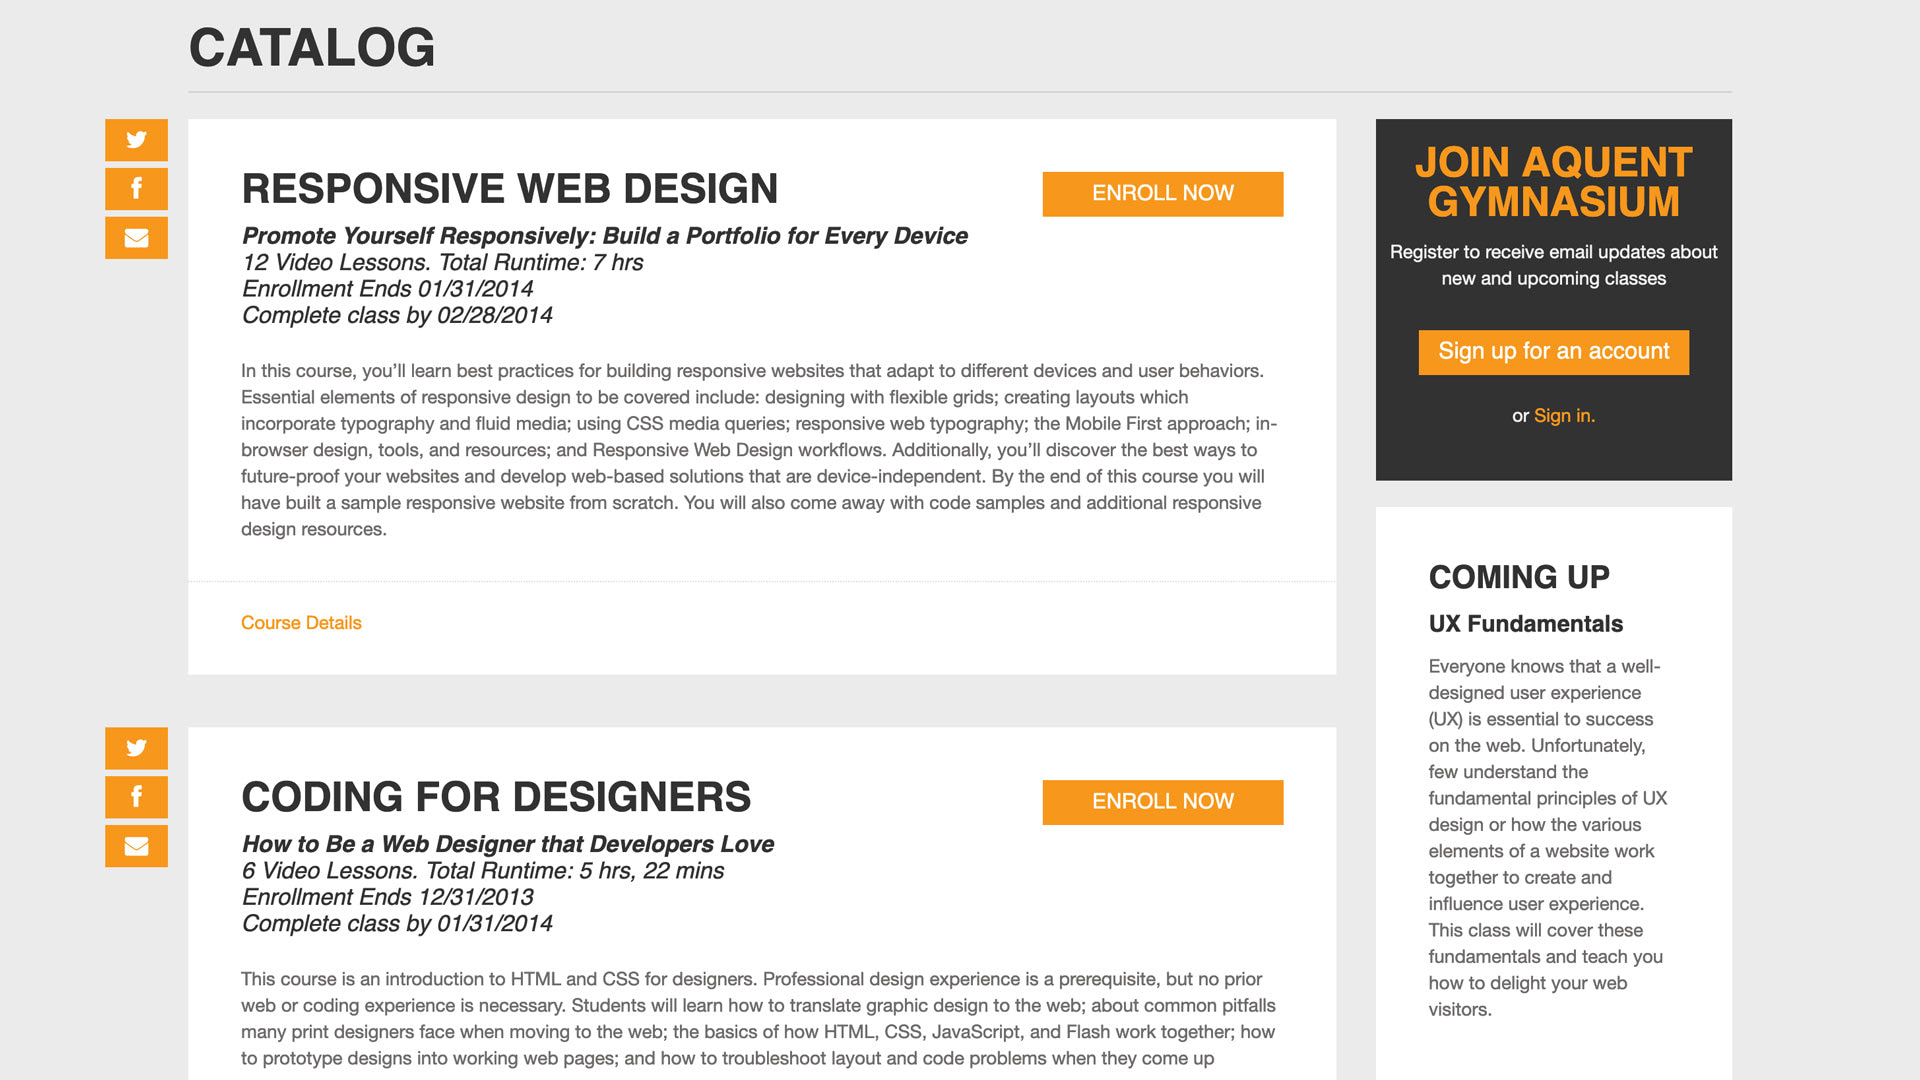 CATALOG
RESPONSIVE WEB DESIGN
ENROLL NOW
Promote Yourself Responsively: Build a Portfolio for Every Device
12 Video Lessons. Total Runtime: 7 hrs
Enrollment Ends 01/31/2014
Complete class by 02/28/2014
In this course, you’ll learn best practices for building responsive websites that adapt to different devices and user behaviors.
Essential elements of responsive design to be covered include: designing with flexible grids; creating layouts which
incorporate typography and fluid media; using CSS media queries; responsive web typography; the Mobile First approach; in-
browser design, tools, and resources; and Responsive Web Design workflows. Additionally, you’ll discover the best ways to
future-proof your websites and develop web-based solutions that are device-independent. By the end of this course you will
have built a sample responsive website from scratch. You will also come away with code samples and additional responsive
design resources.
Course Details
CODING FOR DESIGNERS
ENROLL NOW
How to Be a Web Designer that Developers Love
6 Video Lessons. Total Runtime: 5 hrs, 22 mins
Enrollment Ends 12/31/2013
Complete class by 01/31/2014
This course is an introduction to HTML and CSS for designers. Professional design experience is a prerequisite, but no prior
web or coding experience is necessary. Students will learn how to translate graphic design to the web; about common pitfalls
many print designers face when moving to the web; the basics of how HTML, CSS, JavaScript, and Flash work together; how
to prototype designs into working web pages; and how to troubleshoot layout and code problems when they come up
JOIN AQUENT
GYMNASIUM
Register to receive email updates about
new and upcoming classes
Sign up for an account
or Sign in.
COMING UP
UX Fundamentals
Everyone knows that a well-
designed user experience
(UX) is essential to success
on the web. Unfortunately,
few understand the
fundamental principles of UX
design or how the various
elements of a website work
together to create and
influence user experience.
This class will cover these
fundamentals and teach you
how to delight your web
visitors.